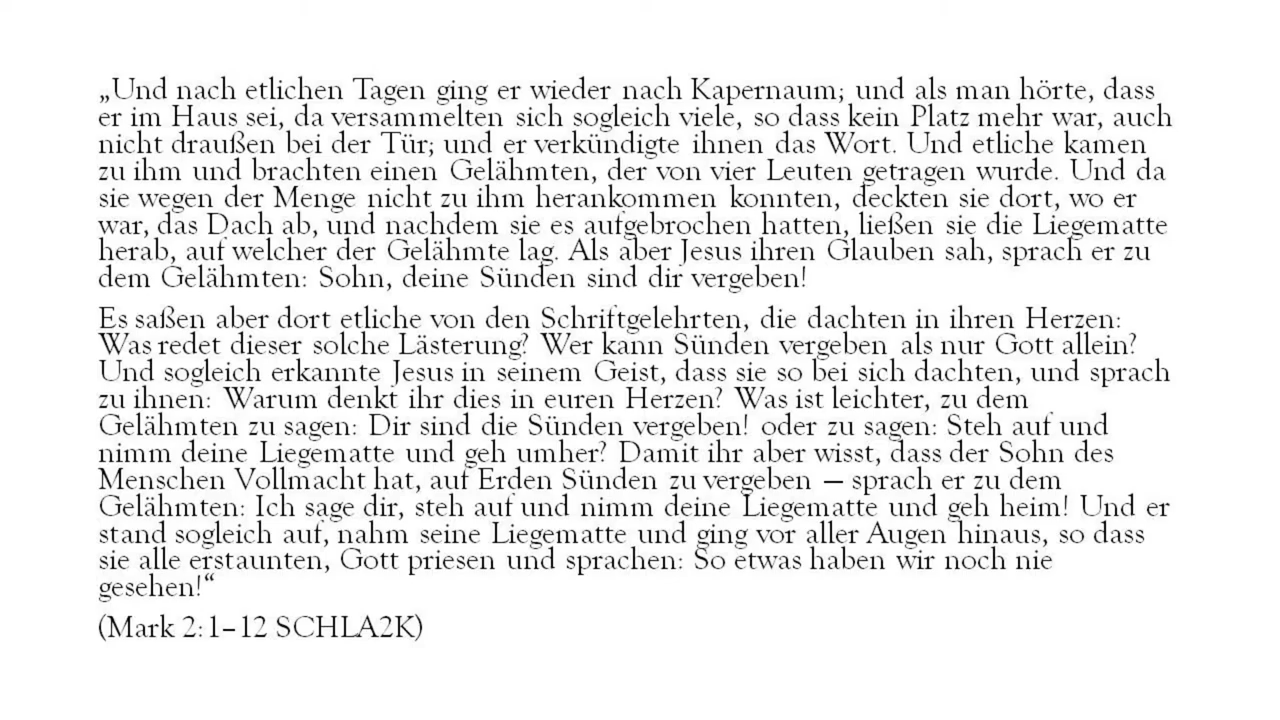 „Und nach etlichen Tagen ging er wieder nach Kapernaum; und als man hörte, dass
er im Haus sei, da versammelten sich sogleich viele, so dass kein Platz mehr war, auch
nicht draußen bei der Tür; und er verkündigte ihnen das Wort. Und etliche kamen
zu ihm und brachten einen Gelähmten, der von vier Leuten getragen wurde. Und da
sie wegen der Menge nicht zu ihm herankommen konnten, deckten sie dort, wo er
war, das Dach ab, und nachdem sie es aufgebrochen hatten, ließen sie die Liegematte
herab, auf welcher der Gelähmte lag. Als aber Jesus ihren Glauben sah, sprach er zu
dem Gelähmten: Sohn, deine Sünden sind dir vergeben!
Es saßen aber dort etliche von den Schriftgelehrten, die dachten in ihren Herzen:
Was redet dieser solche Lästerung? Wer kann Sünden vergeben als nur Gott allein?
Und sogleich erkannte Jesus in seinem Geist, dass sie so bei sich dachten, und sprach
zu ihnen: Warum denkt ihr dies in euren Herzen? Was ist leichter, zu dem
Gelähmten zu sagen: Dir sind die Sünden vergeben! oder zu sagen: Steh auf und
nimm deine Liegematte und geh umher? Damit ihr aber wisst, dass der Sohn des
Menschen Vollmacht hat, auf Erden Sünden zu vergeben — sprach er zu dem
Gelähmten: Ich sage dir, steh auf und nimm deine Liegematte und geh heim! Und er
stand sogleich auf, nahm seine Liegematte und ging vor aller Augen hinaus, so dass
sie alle erstaunten, Gott priesen und sprachen: So etwas haben wir noch nie
gesehen!“
(Mark 2:1–12 SCHLA2K)